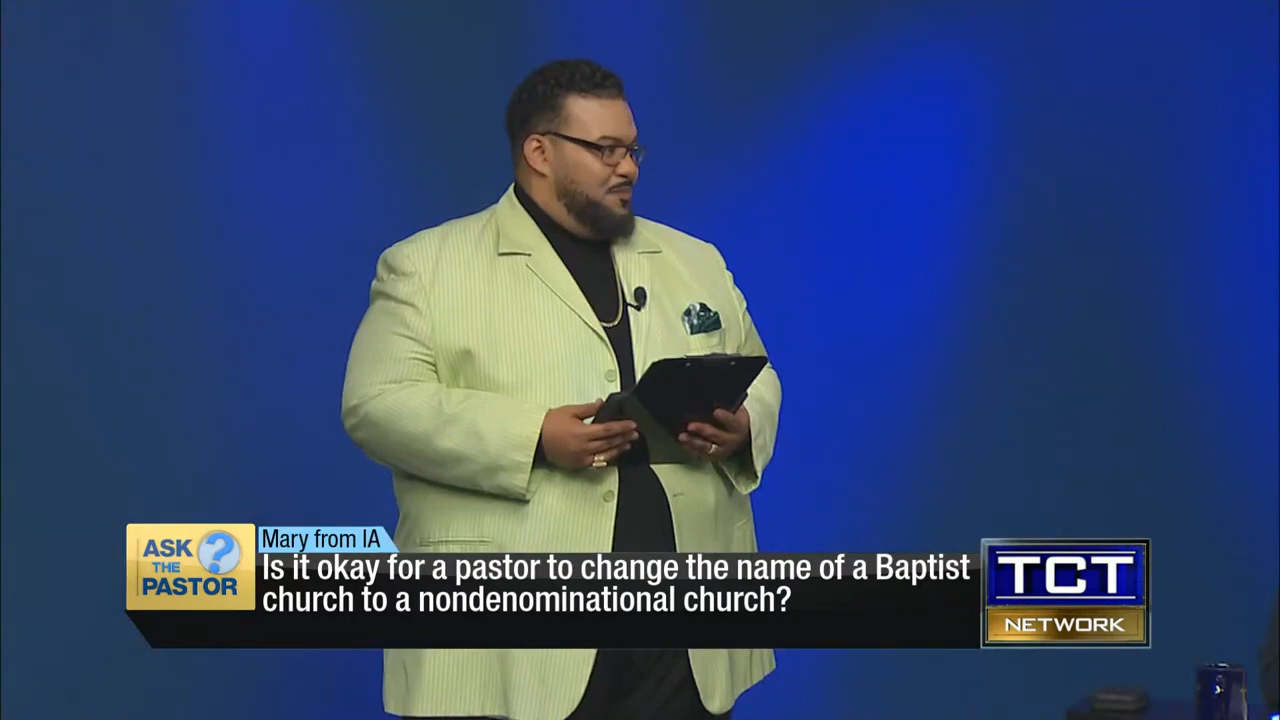 ASK
THE
PASTOR
?
Mary from IA
Is it okay for a pastor to change the name of a Baptist
church to a nondenominational church?
TCT
NETWORK